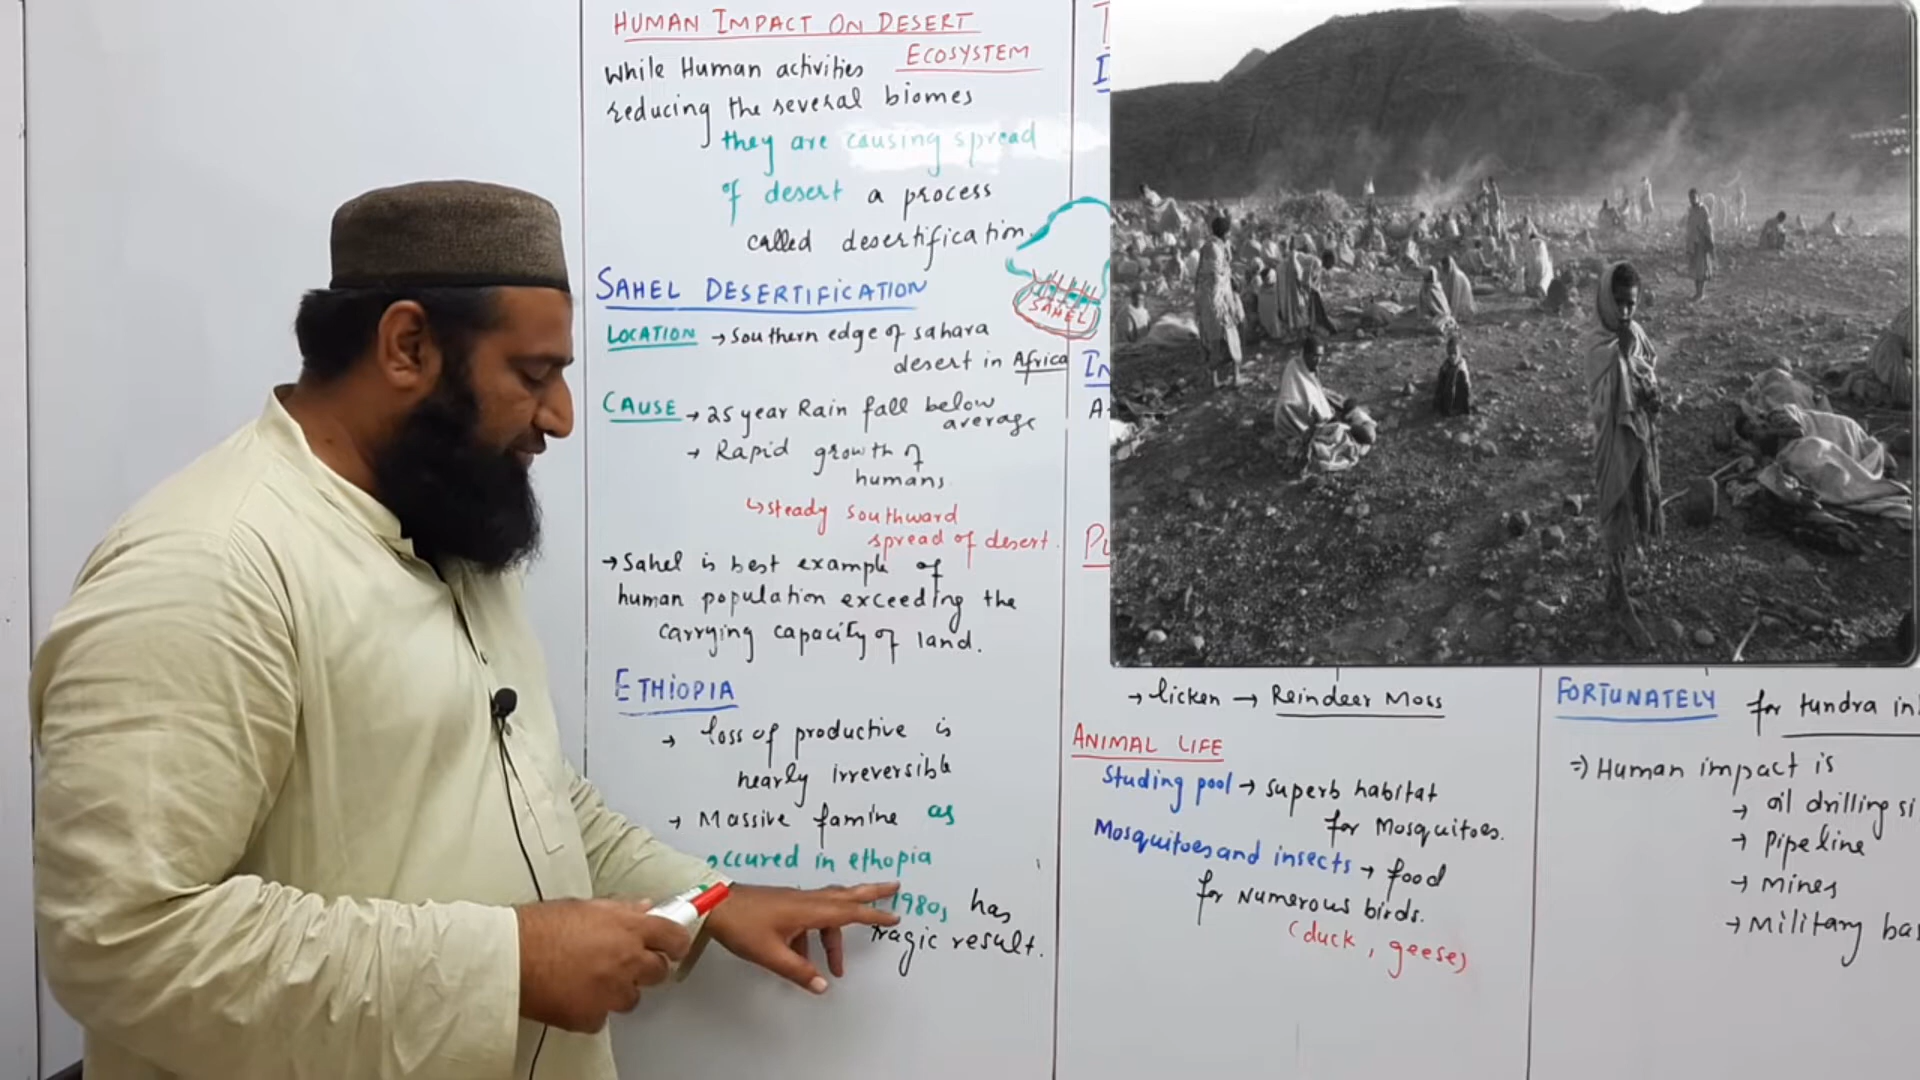 HUMAN IMPACT ON DESERT
ECOSYSTEM
While Human activities
reducing the several biomes
they are causing spread
of desert a process
called desertification.
SAHEL DESERTIFICATION
SAHEL
LOCATION → Southern edge of sahara
desert in Africa
CAUSE → 25 year Rain fall below
average
→ Rapid growth of
humans
↳ steady southward
spread of desert.
→ Sahel is best example of
human population exceeding the
carrying capacity of land.
ETHIOPIA
→ loss of productive is
nearly irreversible
→ Massive famine as
occured in ethopia
1980s has
tragic result.
→ licken → Reindeer Moss
ANIMAL LIFE
Studing pool → superb habitat
for Mosquitoes.
Mosquitoes and insects → food
for Numerous birds.
(duck, geese)
FORTUNATELY for tundra
⇒ Human impact is
→ oil drilling
→ Pipeline
→ Mines
→ Military